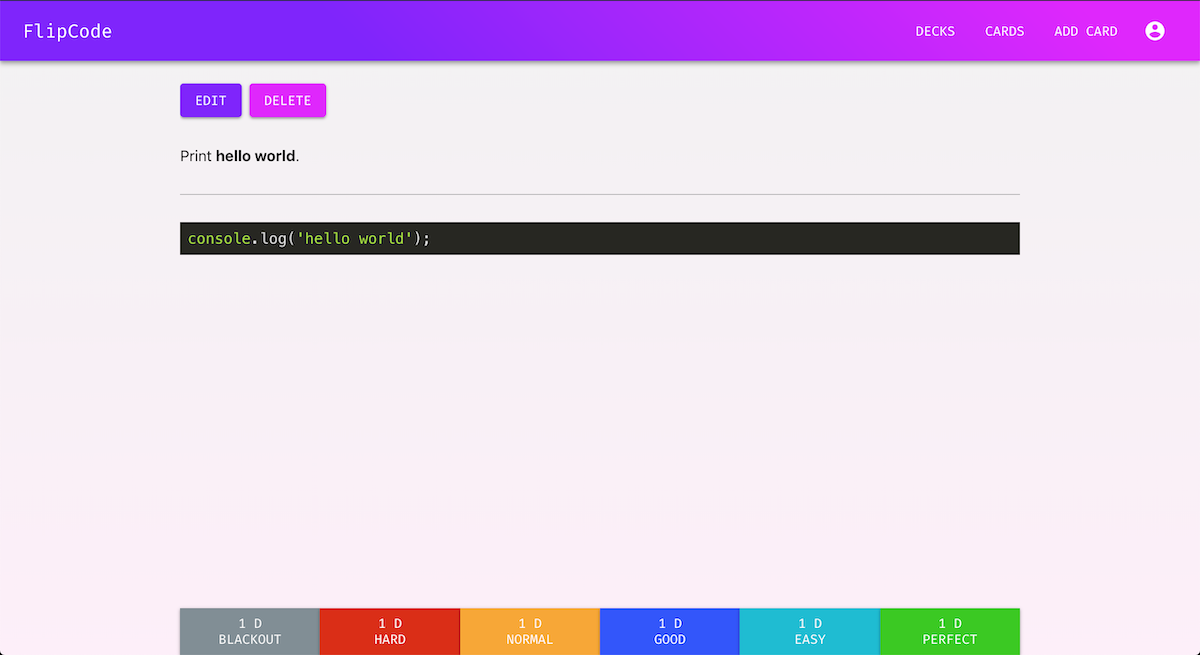 FlipCode DECKS CARDS ADD CARD
EDIT DELETE
Print hello world.
console.log('hello world');
1 D 1 D 1 D 1 D 1 D 1 D
BLACKOUT HARD NORMAL GOOD EASY PERFECT